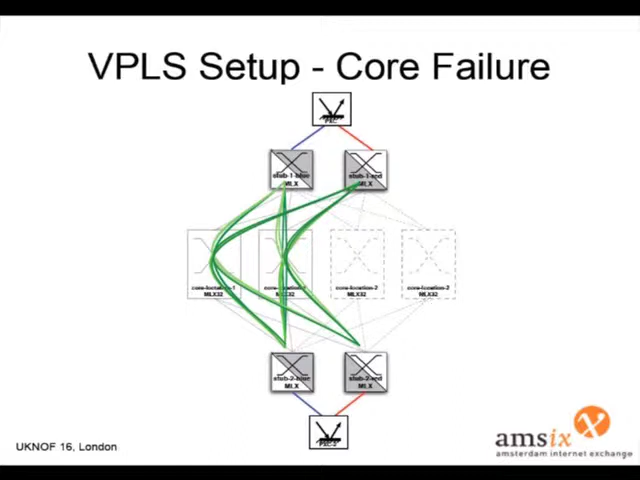 VPLS Setup - Core Failure
stub-1-blue
MLX
stub-1-red
MLX
core-location-1
MLX32
core-location-2
MLX32
core-location-2
MLX32
stub-2-blue
MLX
stub-2-red
MLX
UKNOF 16, London
amsix
amsterdam internet exchange